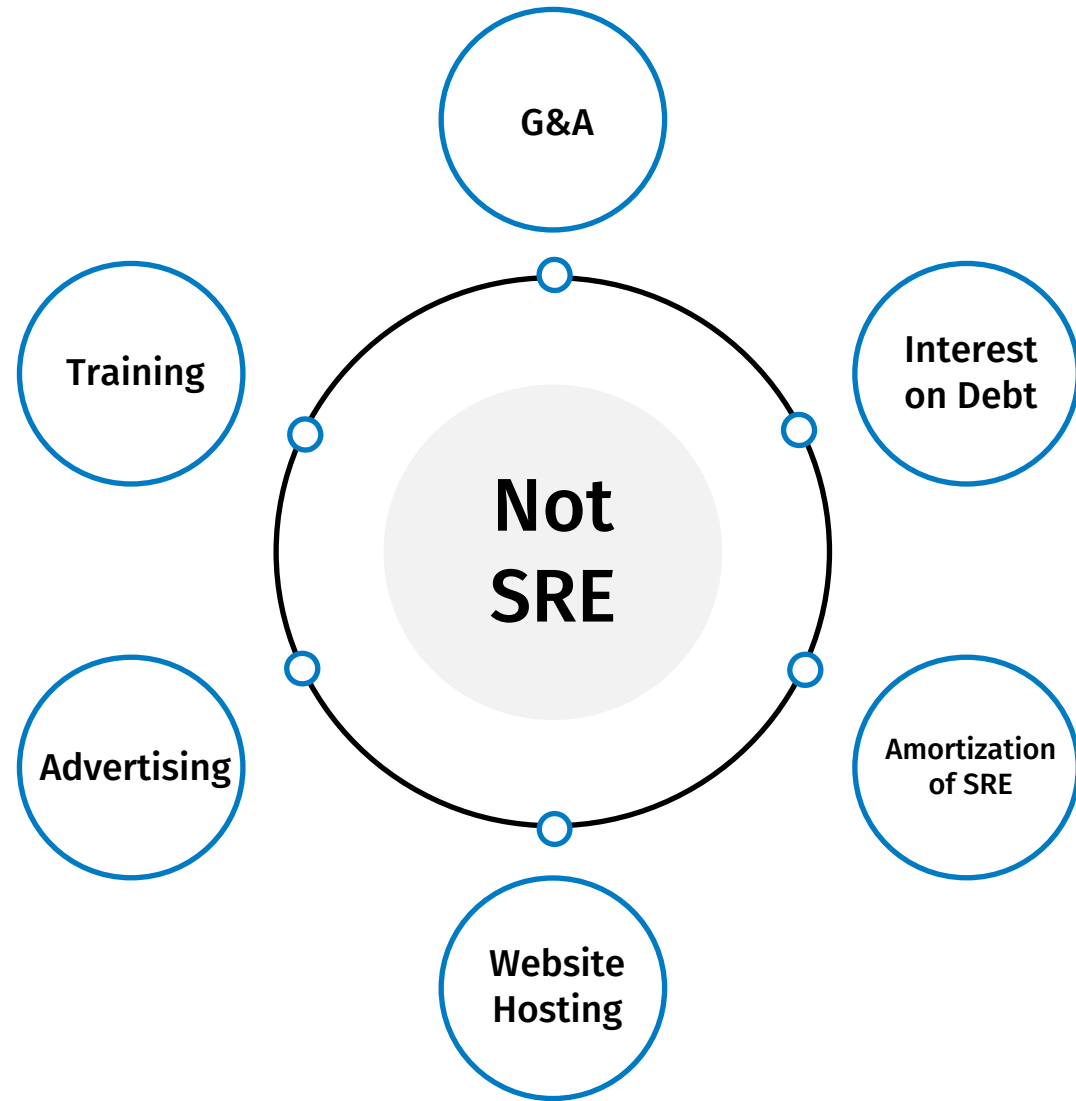 G&A
Training
Interest
on Debt
Not
SRE
Advertising
Amortization
of SRE
Website
Hosting